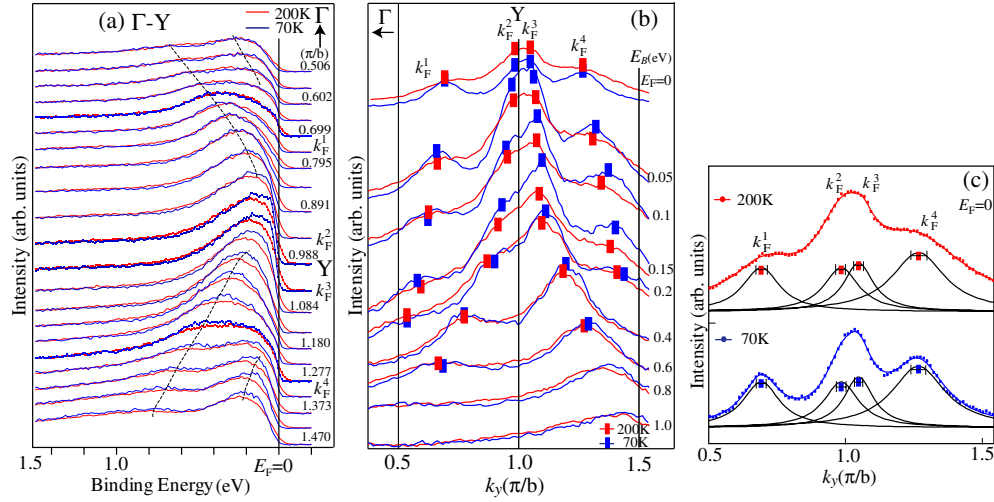 (a) Γ-Y
200K
70K
Γ
(π/b)
0.506
0.602
0.699
k_F^1
0.795
0.891
k_F^2
0.988
Y
k_F^3
1.084
1.180
1.277
k_F^4
1.373
1.470
Intensity (arb. units)
1.5 1.0 E_F=0
Binding Energy (eV)
(b)
Γ
Y
k_F^2 k_F^3
k_F^1
k_F^4
E_B(eV)
E_F=0
0.05
0.1
0.15
0.2
0.4
0.6
0.8
1.0
200K
70K
Intensity (arb. units)
0.5 1.0 1.5
k_y(π/b)
(c)
200K
k_F^2 k_F^3
E_F=0
k_F^1
k_F^4
70K
Intensity (arb. units)
0.5 1.0 1.5
k_y(π/b)